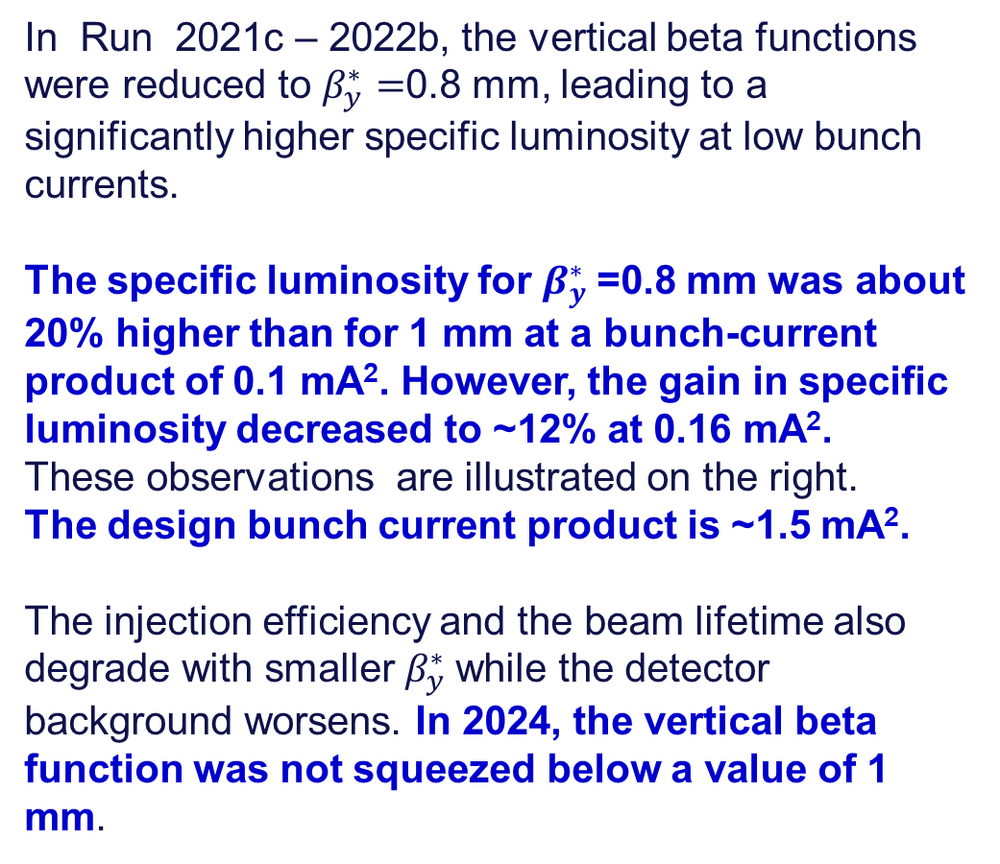 In Run 2021c – 2022b, the vertical beta functions
were reduced to β*y =0.8 mm, leading to a
significantly higher specific luminosity at low bunch
currents.
The specific luminosity for β*y =0.8 mm was about
20% higher than for 1 mm at a bunch-current
product of 0.1 mA². However, the gain in specific
luminosity decreased to ~12% at 0.16 mA².
These observations are illustrated on the right.
The design bunch current product is ~1.5 mA².
The injection efficiency and the beam lifetime also
degrade with smaller β*y while the detector
background worsens. In 2024, the vertical beta
function was not squeezed below a value of 1
mm.